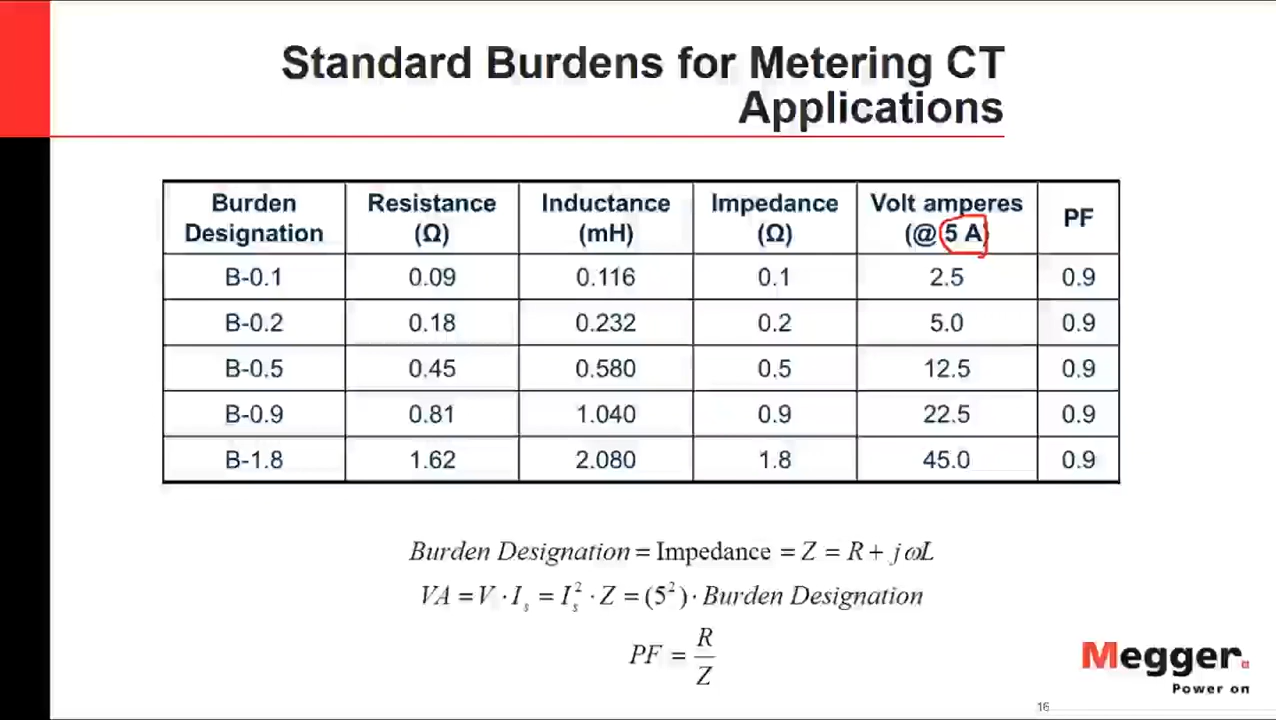 Standard Burdens for Metering CT
Applications
Burden Designation Resistance (Ω) Inductance (mH) Impedance (Ω) Volt amperes (@ 5 A) PF
B-0.1 0.09 0.116 0.1 2.5 0.9
B-0.2 0.18 0.232 0.2 5.0 0.9
B-0.5 0.45 0.580 0.5 12.5 0.9
B-0.9 0.81 1.040 0.9 22.5 0.9
B-1.8 1.62 2.080 1.8 45.0 0.9
Burden Designation = Impedance = Z = R + jωL
VA = V · Iₛ = Iₛ² · Z = (5²) · Burden Designation
PF = R/Z
Megger.
Power on
16